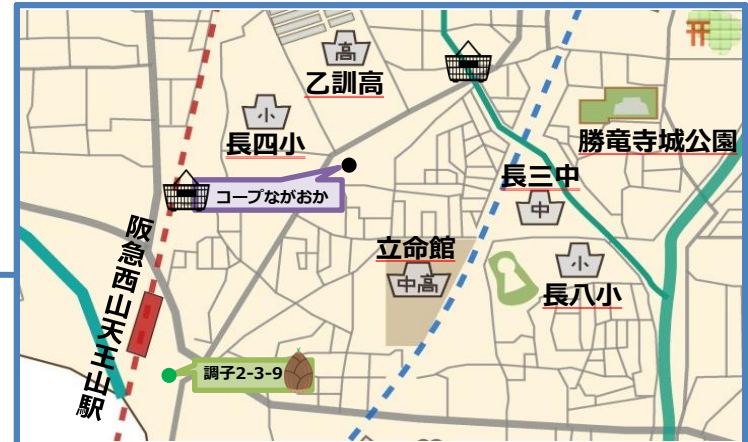 高
乙訓高
小
長四小
勝竜寺城公園
長三中
中
コープながおか
立命館
中高
小
長八小
阪急西山天王山駅
調子2-3-9